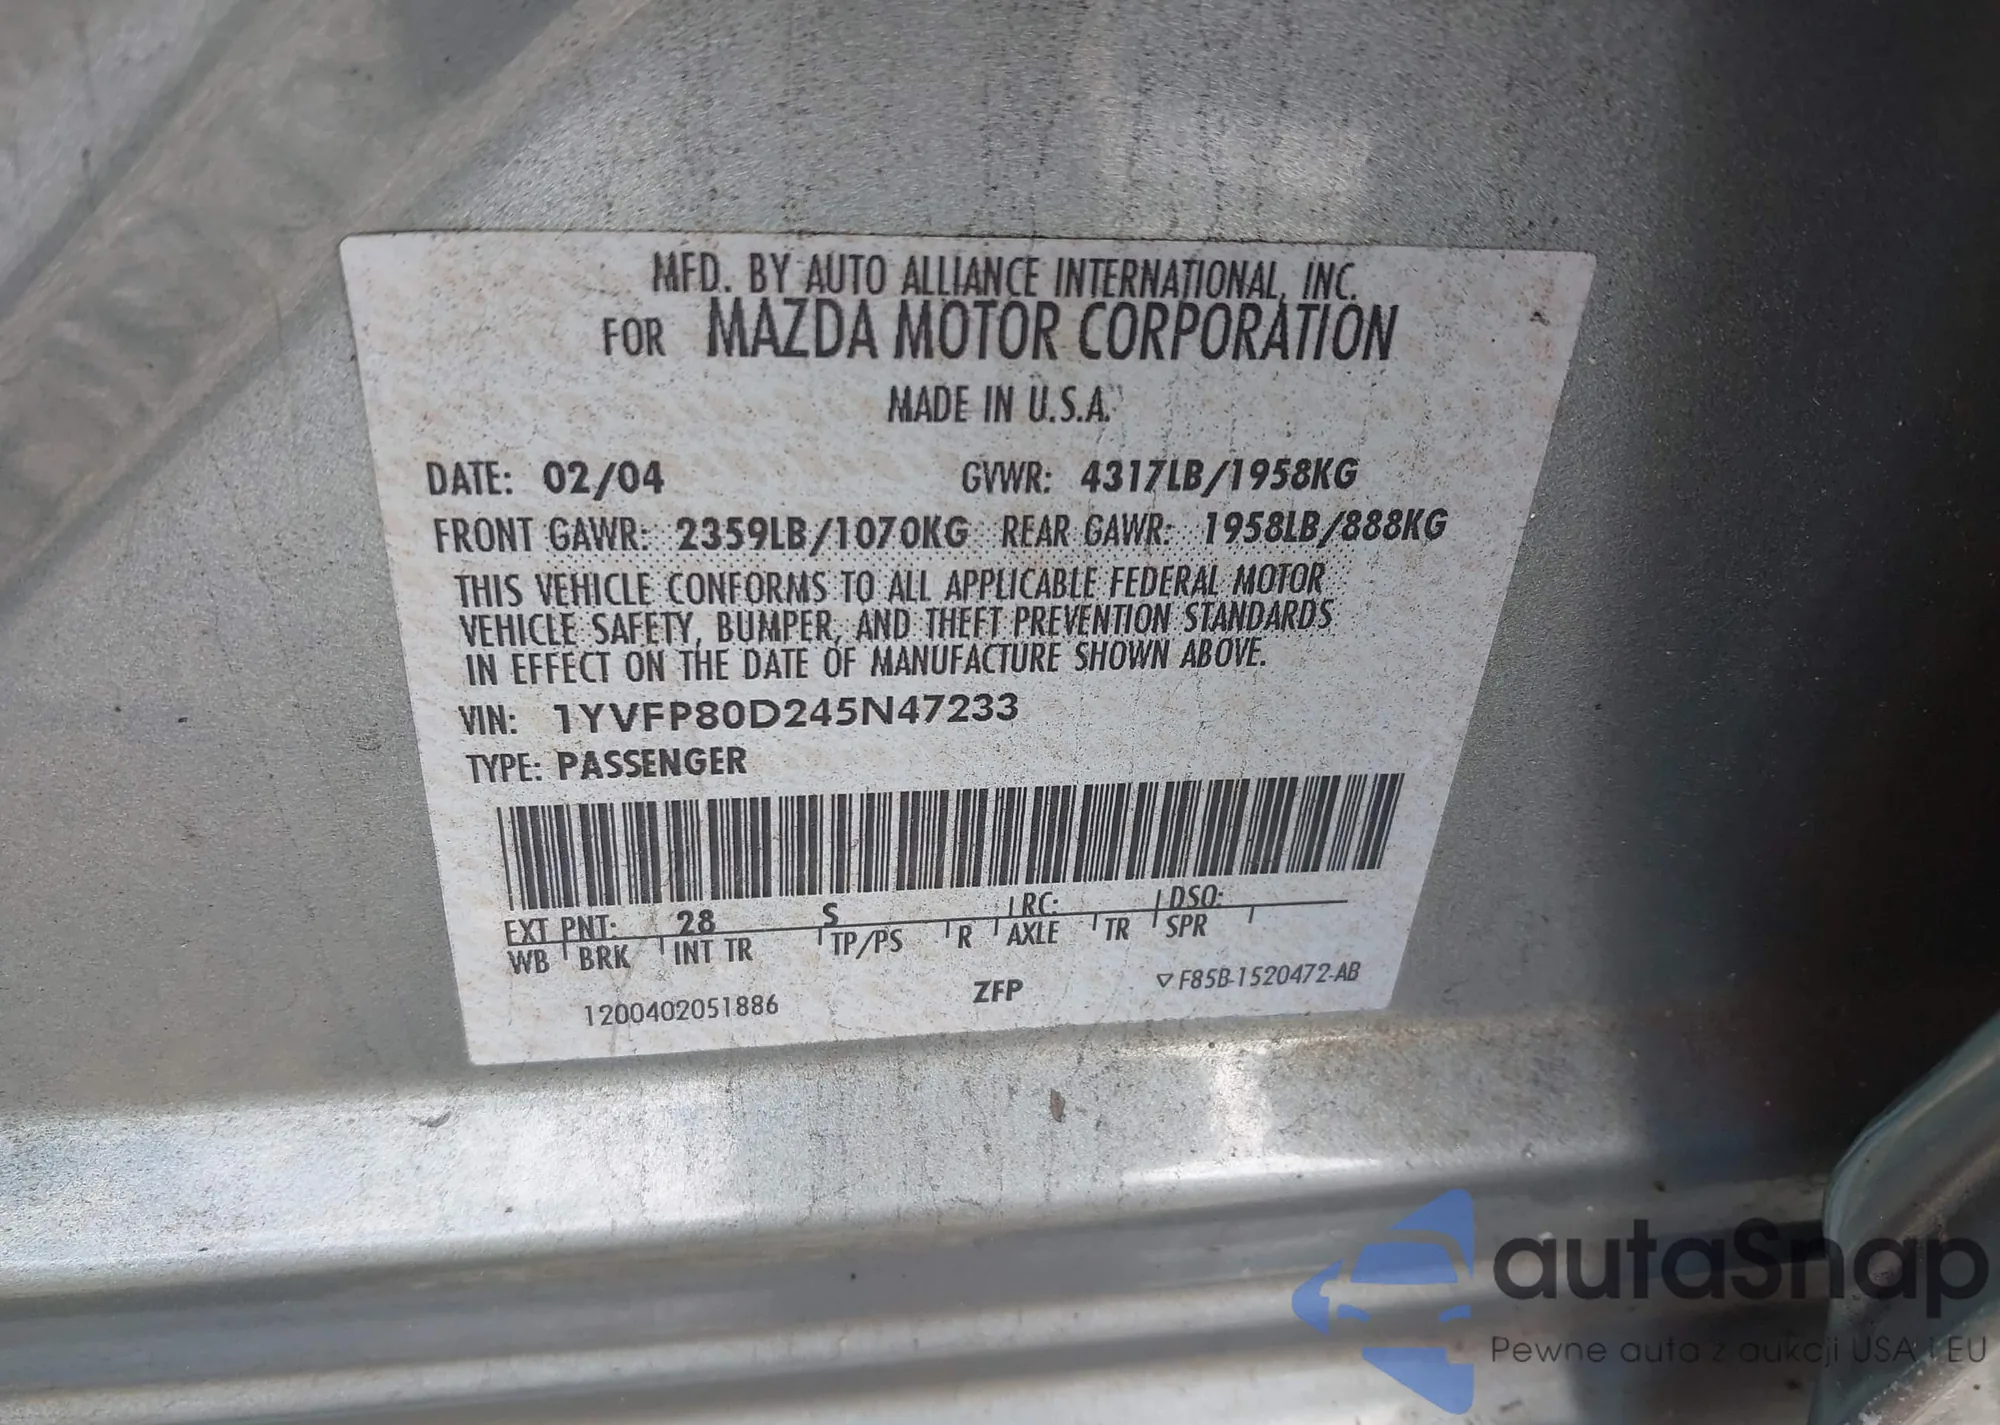 MFD. BY AUTO ALLIANCE INTERNATIONAL, INC.
FOR MAZDA MOTOR CORPORATION
MADE IN U.S.A.
DATE: 02/04 GVWR: 4317LB/1958KG
FRONT GAWR: 2359LB/1070KG REAR GAWR: 1958LB/888KG
THIS VEHICLE CONFORMS TO ALL APPLICABLE FEDERAL MOTOR
VEHICLE SAFETY, BUMPER, AND THEFT PREVENTION STANDARDS
IN EFFECT ON THE DATE OF MANUFACTURE SHOWN ABOVE.
VIN: 1YVFP80D245N47233
TYPE: PASSENGER
EXT PNT: 28 S RC: DSO:
WB BRK INT TR TP/PS R AXLE TR SPR
1200402051886 ZFP F85B-1520472-AB
autaSnap
Pewne auta z aukcji USA i EU